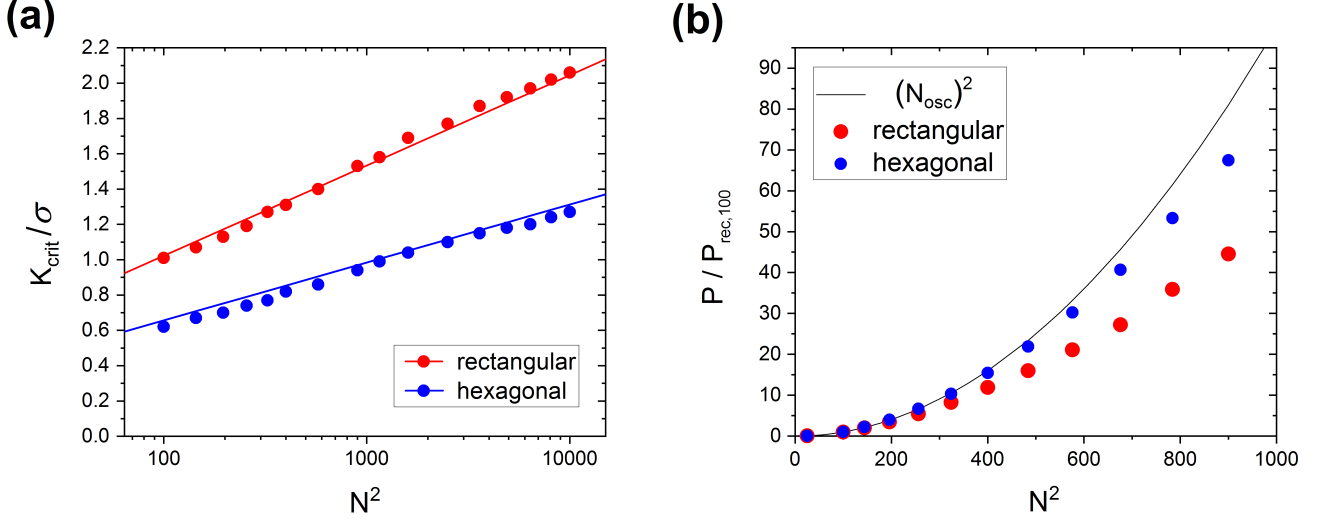 (a)
2.2
2.0
1.8
1.6
1.4
1.2
1.0
0.8
0.6
0.4
0.2
0.0
K_crit/σ
rectangular
hexagonal
100 1000 10000
N²
(b)
90
80
70
60
50
40
30
20
10
0
P / P_rec,100
(N_osc)²
rectangular
hexagonal
0 200 400 600 800 1000
N²